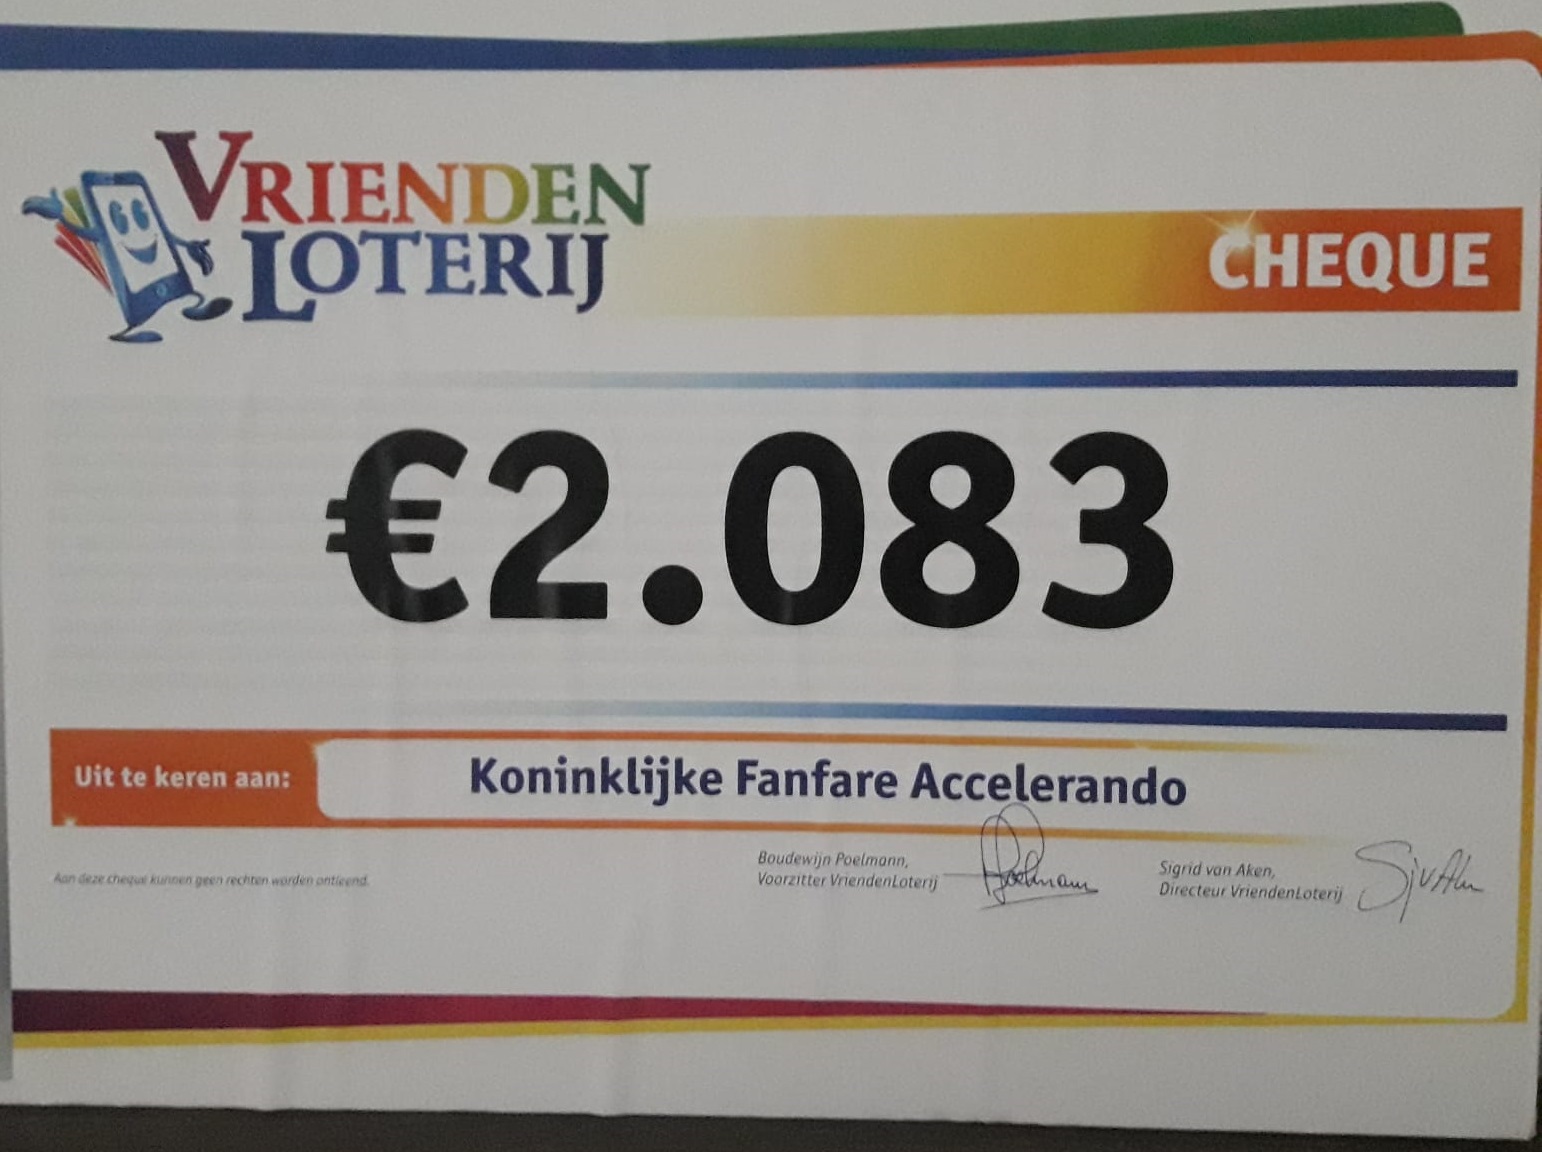 VRIENDEN
LOTERIJ
CHEQUE
€2.083
Uit te keren aan:
Koninklijke Fanfare Accelerando
Aan deze cheque kunnen geen rechten worden ontleend.
Boudewijn Poelmann,
Voorzitter VriendenLoterij
Sigrid van Aken,
Directeur VriendenLoterij